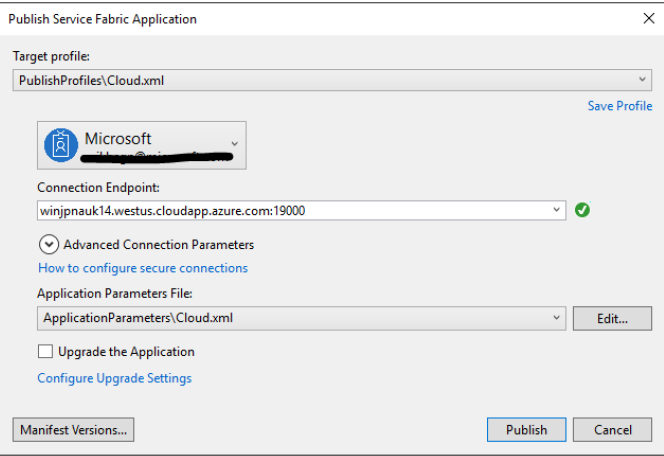 Publish Service Fabric Application
Target profile:
PublishProfiles\Cloud.xml
Save Profile
Microsoft
Connection Endpoint:
winjpnauk14.westus.cloudapp.azure.com:19000
Advanced Connection Parameters
How to configure secure connections
Application Parameters File:
ApplicationParameters\Cloud.xml
Edit...
Upgrade the Application
Configure Upgrade Settings
Manifest Versions...
Publish
Cancel